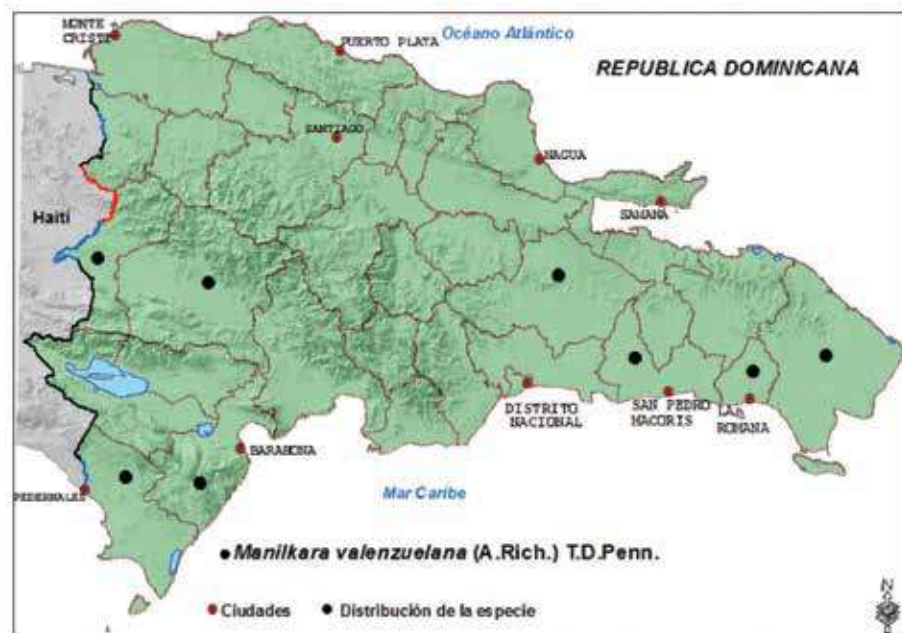 MONTE
CRISTI
PUERTO PLATA
Océano Atlántico
REPUBLICA DOMINICANA
SANTIAGO
NAGUA
SAMANA
Haití
DISTRITO
NACIONAL
SAN PEDRO
MACORIS
LA
ROMANA
BARAHONA
PEDERNALES
Mar Caribe
Manilkara valenzuelana (A.Rich.) T.D.Penn.
Ciudades
Distribución de la especie
N